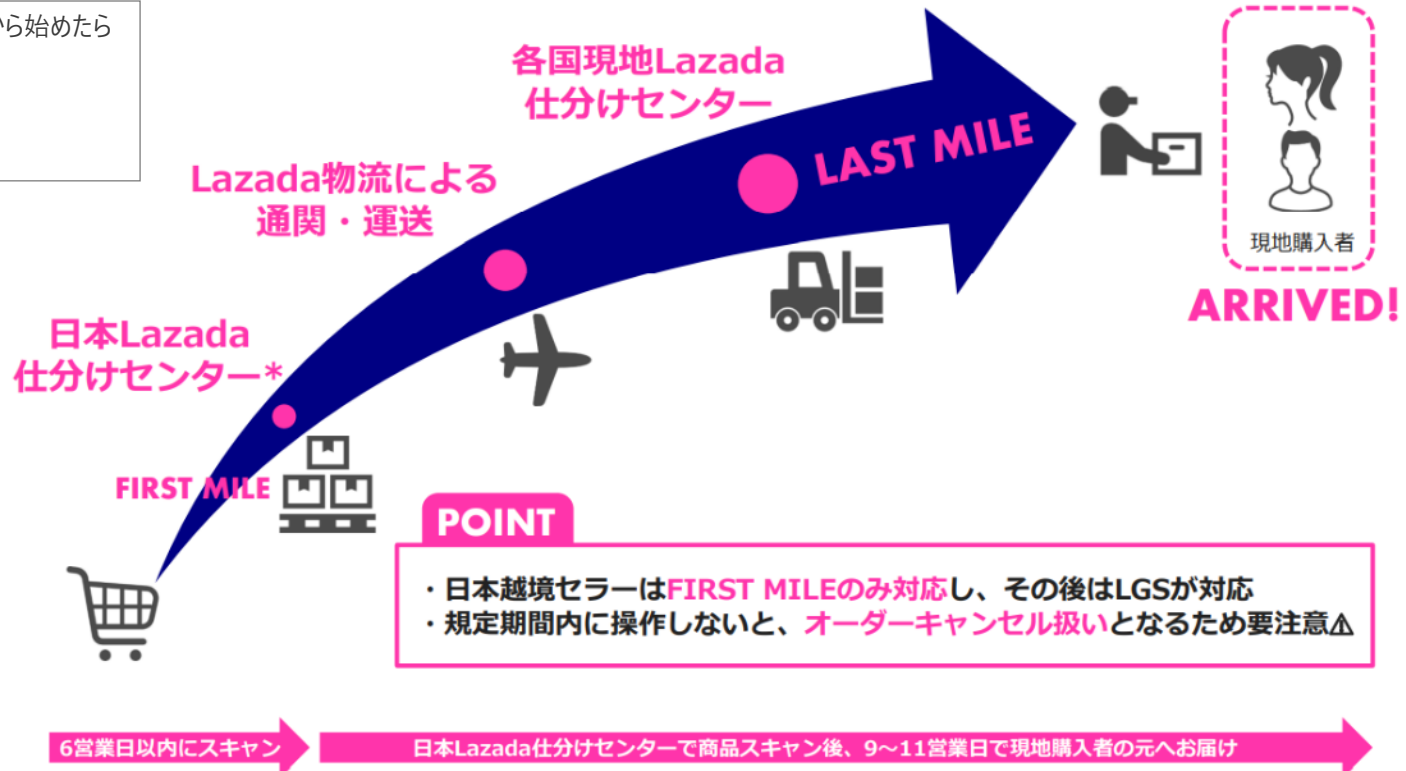 ら始めたら
各国現地Lazada
仕分けセンター
LAST MILE
Lazada物流による
通関・運送
現地購入者
ARRIVED!
日本Lazada
仕分けセンター*
FIRST MILE
POINT
・日本越境セラーはFIRST MILEのみ対応し、その後はLGSが対応
・規定期間内に操作しないと、オーダーキャンセル扱いとなるため要注意⚠
6営業日以内にスキャン
日本Lazada仕分けセンターで商品スキャン後、9～11営業日で現地購入者の元へお届け